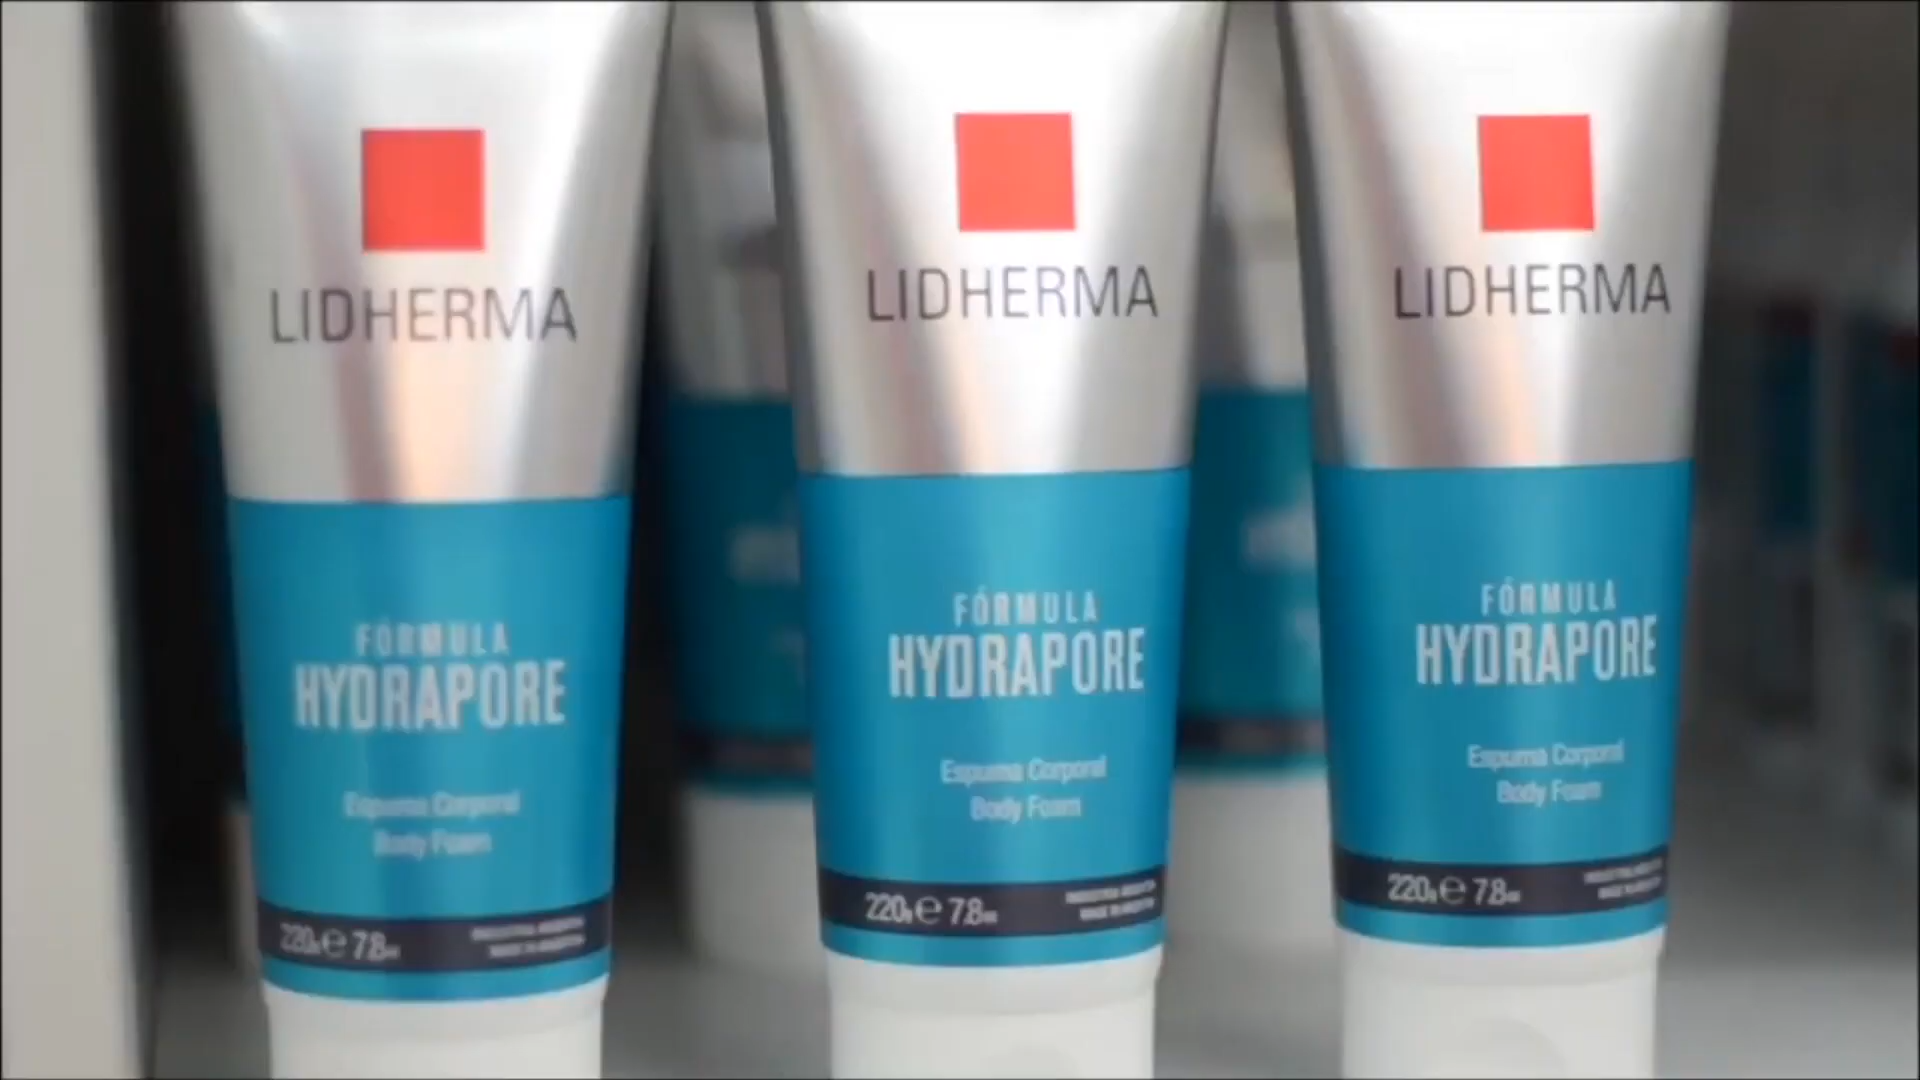 LIDHERMA
FÓRMULA
HYDRAPORE
Espuma Corporal
Body Foam
220g e 7.8oz
LIDHERMA
FÓRMULA
HYDRAPORE
Espuma Corporal
Body Foam
220g e 7.8oz
LIDHERMA
FÓRMULA
HYDRAPORE
Espuma Corporal
Body Foam
220g e 7.8oz